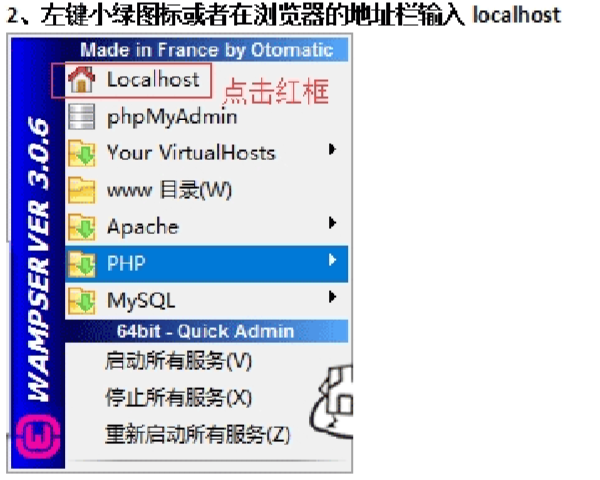 2、左键小绿图标或者在浏览器的地址栏输入 localhost
Made in France by Otomatic
Localhost
点击红框
phpMyAdmin
Your VirtualHosts
www 目录(W)
Apache
PHP
MySQL
64bit - Quick Admin
启动所有服务(V)
停止所有服务(X)
重新启动所有服务(Z)
WAMPSERVER 3.0.6